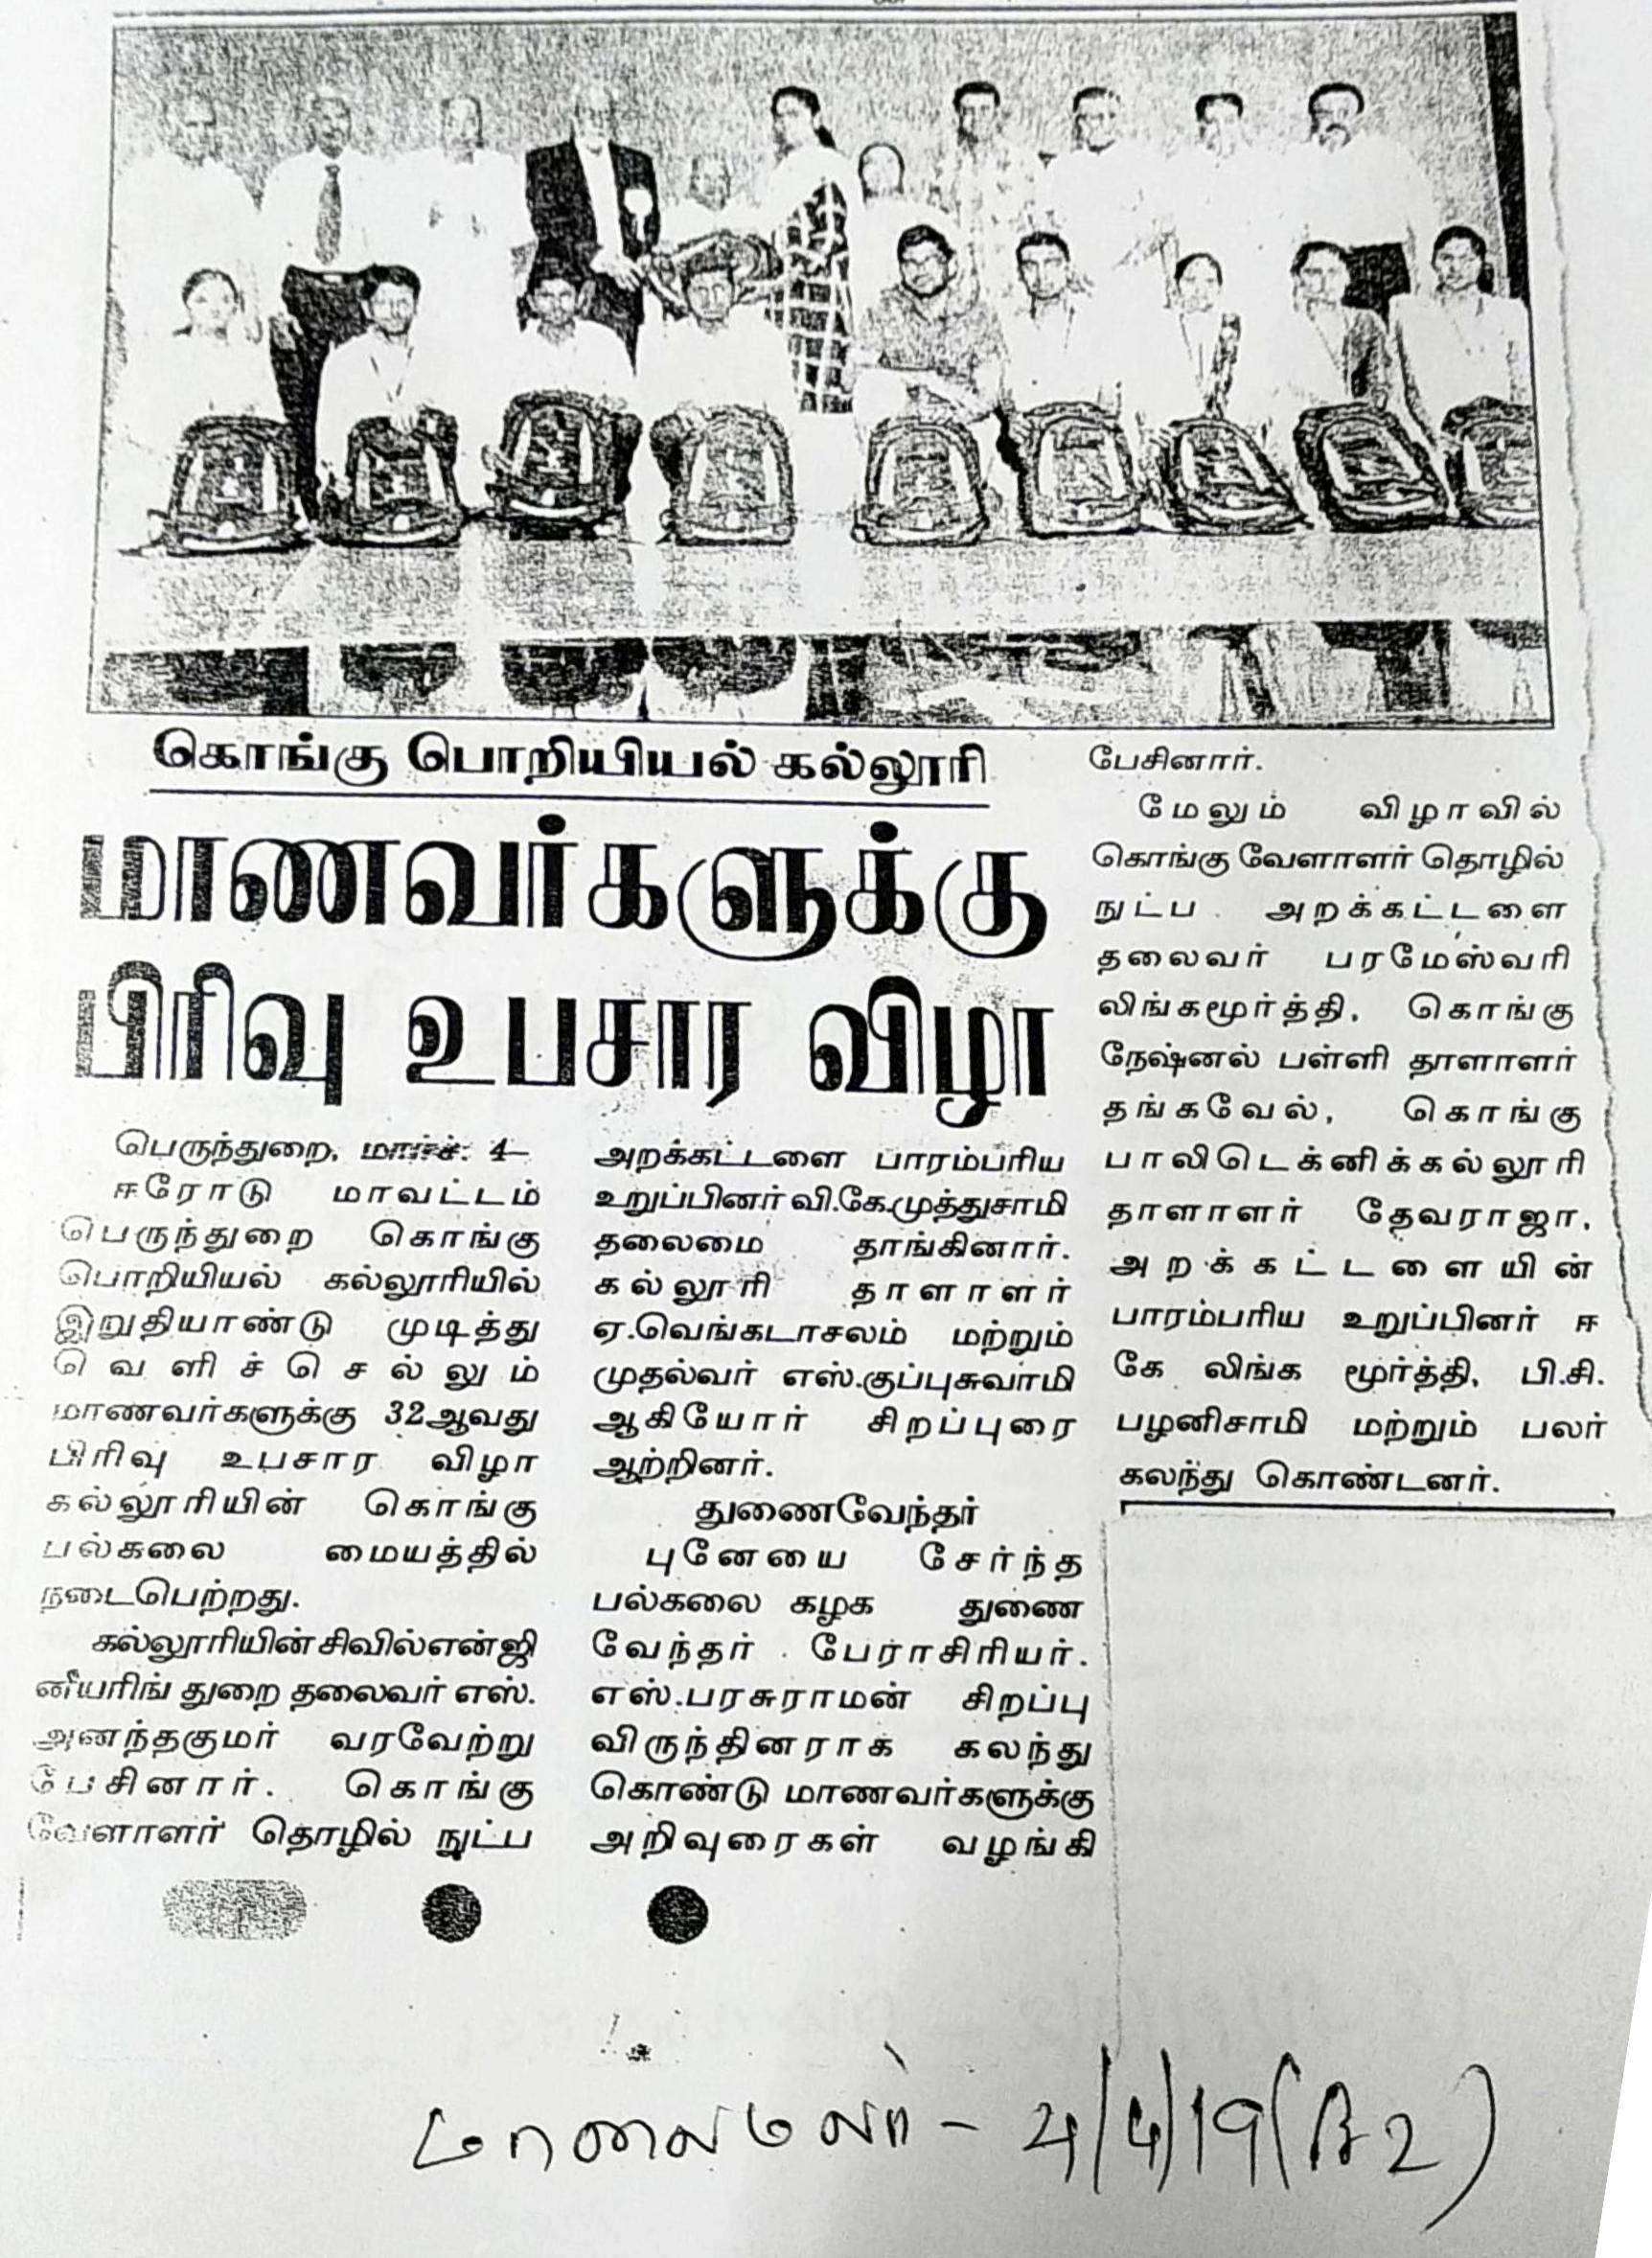 கொங்கு பொறியியல் கல்லூரி
மாணவர்களுக்கு
பிரிவு உபசார விழா
பெருந்துறை, மார்ச். 4–
ஈரோடு மாவட்டம்
பெருந்துறை கொங்கு
பொறியியல் கல்லூரியில்
இறுதியாண்டு முடித்து
வெளிச்செல்லும்
மாணவர்களுக்கு 32ஆவது
பிரிவு உபசார விழா
கல்லூரியின் கொங்கு
பல்கலை மையத்தில்
நடைபெற்றது.
கல்லூரியின் சிவில் என்ஜி
னீயரிங் துறை தலைவர் எஸ்.
அனந்தகுமர் வரவேற்று
பேசினார். கொங்கு
வேளாளர் தொழில் நுட்ப
அறக்கட்டளை பாரம்பரிய
உறுப்பினர் வி.கே.முத்துசாமி
தலைமை தாங்கினார்.
கல்லூரி தாளாளர்
ஏ.வெங்கடாசலம் மற்றும்
முதல்வர் எஸ்.குப்புசுவாமி
ஆகியோர் சிறப்புரை
ஆற்றினர்.
துணைவேந்தர்
புனேயை சேர்ந்த
பல்கலை கழக துணை
வேந்தர் பேராசிரியர்.
எஸ்.பரசுராமன் சிறப்பு
விருந்தினராக கலந்து
கொண்டு மாணவர்களுக்கு
அறிவுரைகள் வழங்கி
பேசினார்.
மேலும் விழாவில்
கொங்கு வேளாளர் தொழில்
நுட்ப அறக்கட்டளை
தலைவர் பரமேஸ்வரி
லிங்கமூர்த்தி, கொங்கு
நேஷ்னல் பள்ளி தாளாளர்
தங்கவேல், கொங்கு
பாலிடெக்னிக்கல்லூரி
தாளாளர் தேவராஜா,
அறக்கட்டளையின்
பாரம்பரிய உறுப்பினர் ஈ
கே லிங்க மூர்த்தி, பி.சி.
பழனிசாமி மற்றும் பலர்
கலந்து கொண்டனர்.
மாலைமலர் – 4/4/19